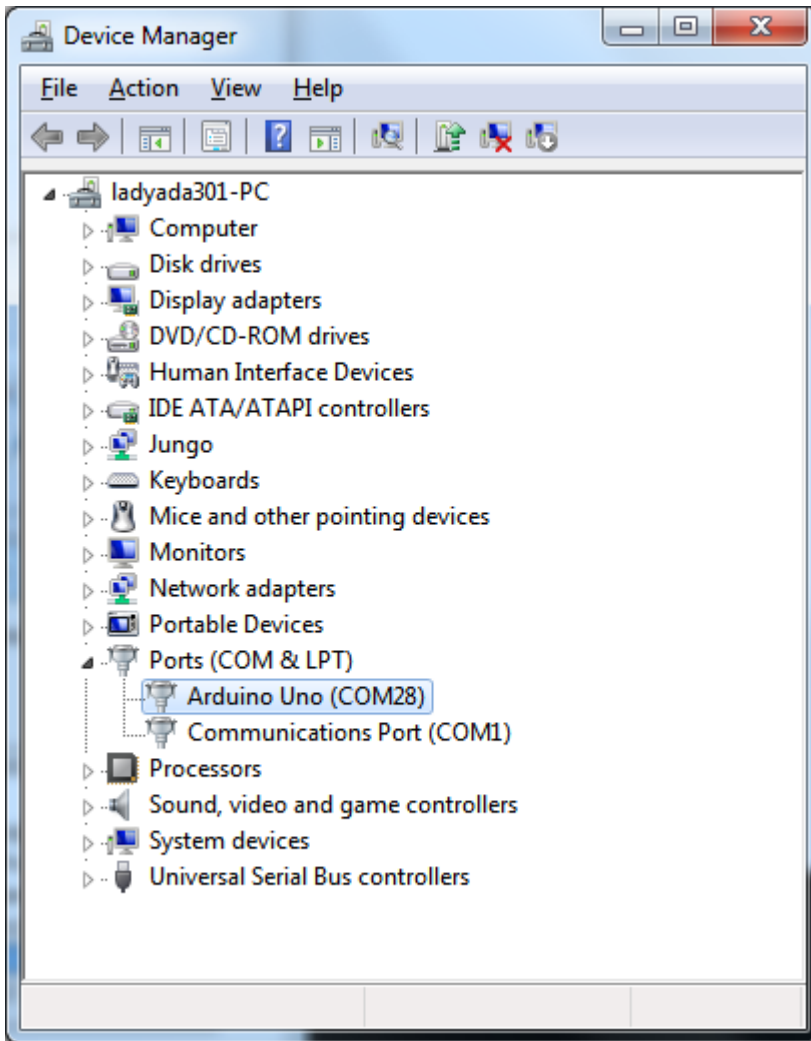 Device Manager
File Action View Help
ladyada301-PC
Computer
Disk drives
Display adapters
DVD/CD-ROM drives
Human Interface Devices
IDE ATA/ATAPI controllers
Jungo
Keyboards
Mice and other pointing devices
Monitors
Network adapters
Portable Devices
Ports (COM & LPT)
Arduino Uno (COM28)
Communications Port (COM1)
Processors
Sound, video and game controllers
System devices
Universal Serial Bus controllers